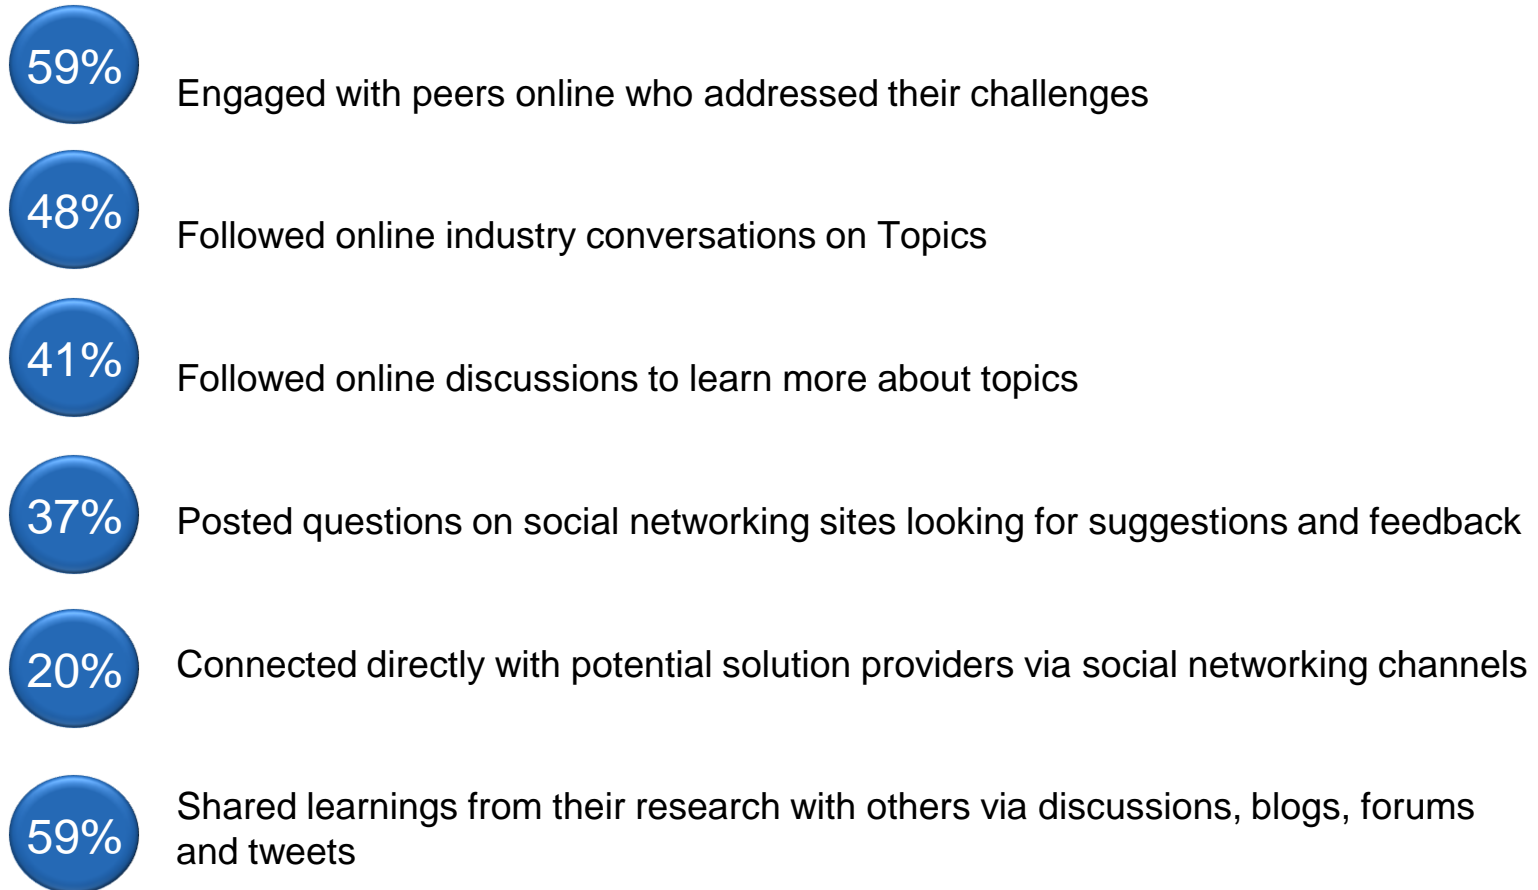 59%
Engaged with peers online who addressed their challenges
48%
Followed online industry conversations on Topics
41%
Followed online discussions to learn more about topics
37%
Posted questions on social networking sites looking for suggestions and feedback
20%
Connected directly with potential solution providers via social networking channels
59%
Shared learnings from their research with others via discussions, blogs, forums
and tweets